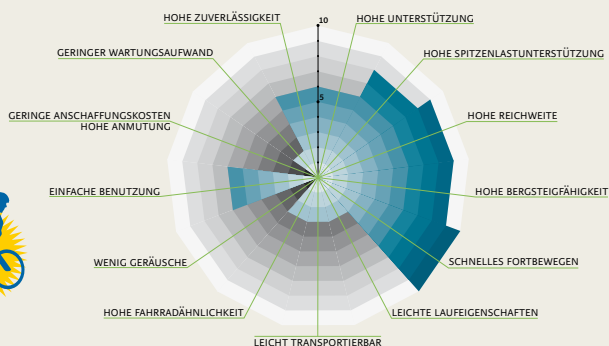 HOHE ZUVERLÄSSIGKEIT
10
HOHE UNTERSTÜTZUNG
GERINGER WARTUNGSAUFWAND
HOHE SPITZENLASTUNTERSTÜTZUNG
5
GERINGE ANSCHAFFUNGSKOSTEN
HOHE ANMUTUNG
HOHE REICHWEITE
EINFACHE BENUTZUNG
HOHE BERGSTEIGFÄHIGKEIT
WENIG GERÄUSCHE
SCHNELLES FORTBEWEGEN
HOHE FAHRRADÄHNLICHKEIT
LEICHTE LAUFEIGENSCHAFTEN
LEICHT TRANSPORTIERBAR